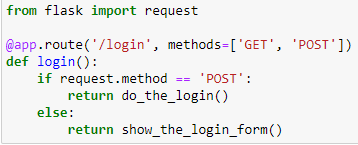 from flask import request

@app.route('/login', methods=['GET', 'POST'])
def login():
    if request.method == 'POST':
        return do_the_login()
    else:
        return show_the_login_form()